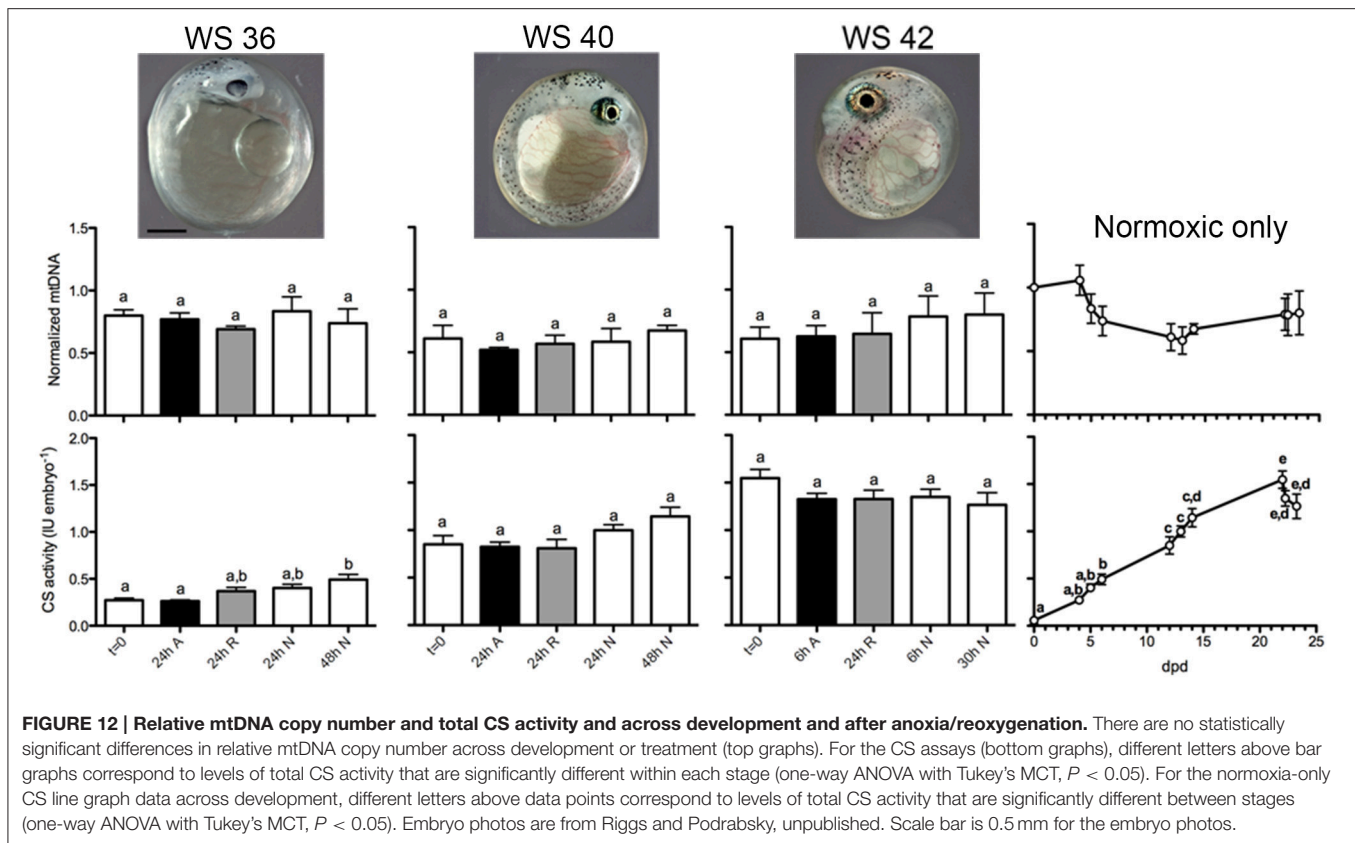 WS 36
WS 40
WS 42
Normoxic only
Normalized mtDNA
1.5
1.0
0.5
0.0
a a a a a
a a a a a
a a a a a
CS activity (IU embryo-1)
2.0
1.5
1.0
0.5
0.0
a a a,b a,b b
a a a a a
a a a a a
a a,b a,b b c c c,d e e,d e,d
t=0 24h A 24h R 24h N 48h N
t=0 24h A 24h R 24h N 48h N
t=0 6h A 24h R 6h N 30h N
0 5 10 15 20 25
dpd
FIGURE 12 | Relative mtDNA copy number and total CS activity and across development and after anoxia/reoxygenation. There are no statistically
significant differences in relative mtDNA copy number across development or treatment (top graphs). For the CS assays (bottom graphs), different letters above bar
graphs correspond to levels of total CS activity that are significantly different within each stage (one-way ANOVA with Tukey's MCT, P < 0.05). For the normoxia-only
CS line graph data across development, different letters above data points correspond to levels of total CS activity that are significantly different between stages
(one-way ANOVA with Tukey's MCT, P < 0.05). Embryo photos are from Riggs and Podrabsky, unpublished. Scale bar is 0.5 mm for the embryo photos.